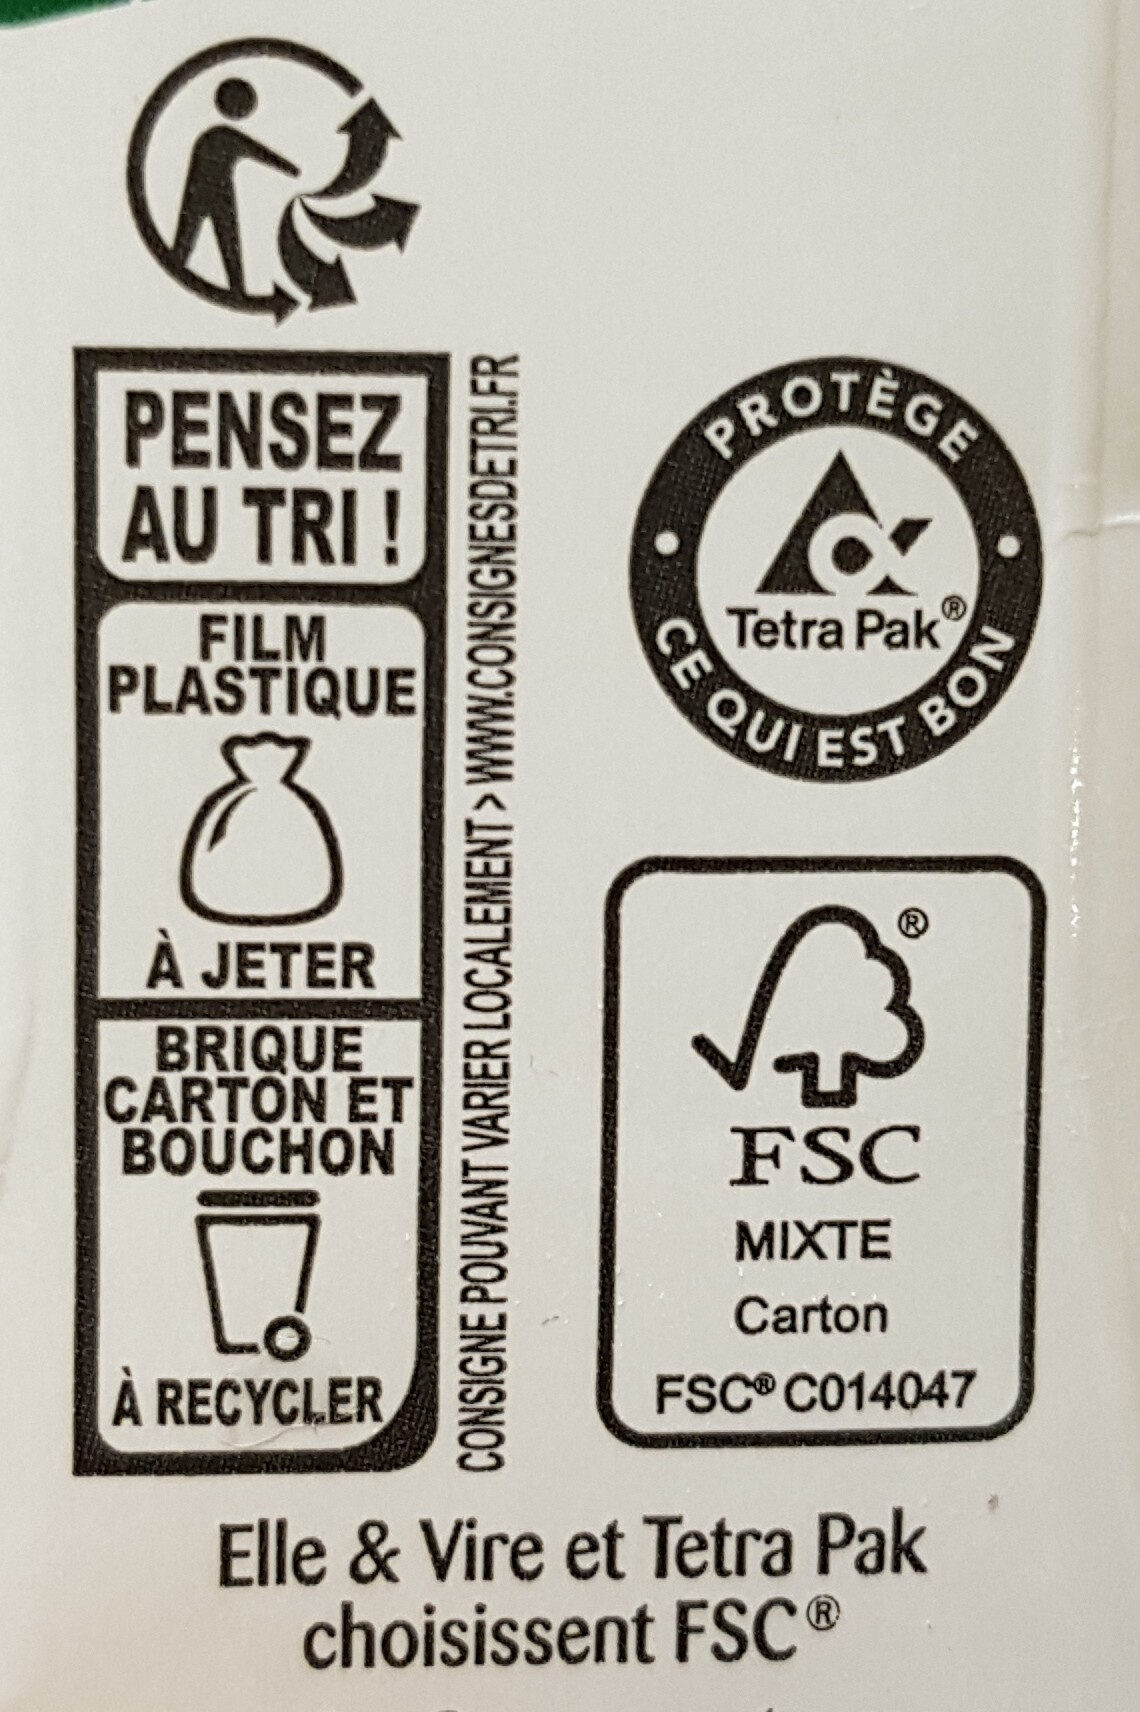 PENSEZ
AU TRI !
FILM
PLASTIQUE
À JETER
BRIQUE
CARTON ET
BOUCHON
À RECYCLER
CONSIGNE POUVANT VARIER LOCALEMENT > WWW.CONSIGNESDETRI.FR
PROTÈGE
Tetra Pak®
CE QUI EST BON
®
FSC
MIXTE
Carton
FSC® C014047
Elle & Vire et Tetra Pak
choisissent FSC®